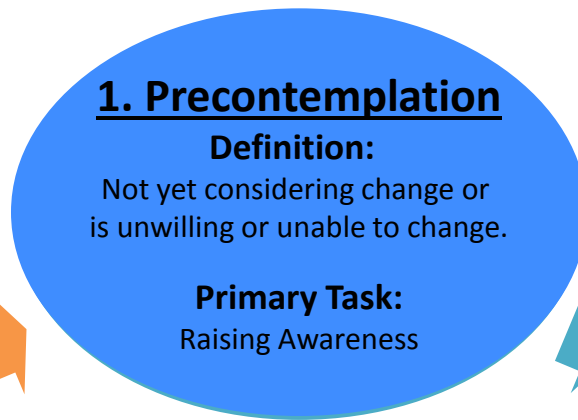 1. Precontemplation
Definition:
Not yet considering change or
is unwilling or unable to change.
Primary Task:
Raising Awareness